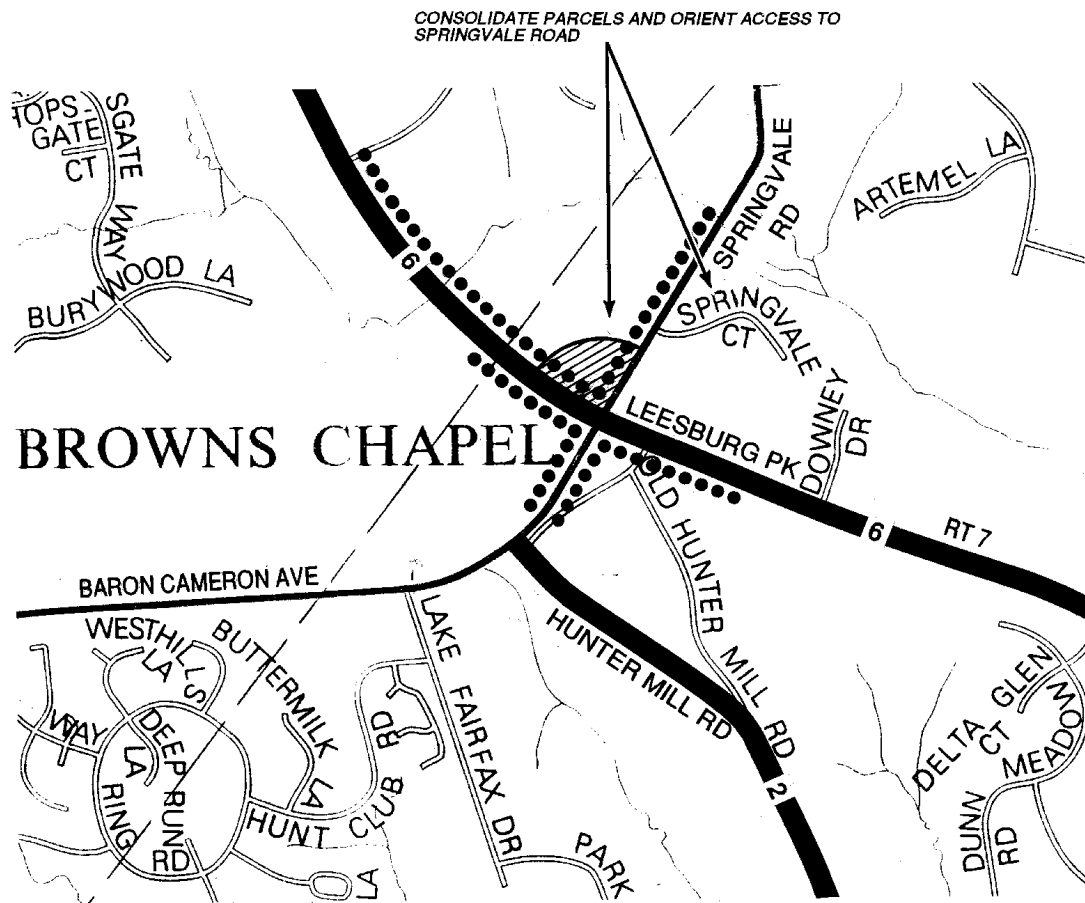 CONSOLIDATE PARCELS AND ORIENT ACCESS TO
SPRINGVALE ROAD
HOPS
GATE
CT
SGATE WAY
BURYWOOD LA
6
SPRINGVALE
RD
ARTEMEL LA
SPRINGVALE
CT
DOWNEY
DR
LEESBURG PK
BROWNS CHAPEL
6
RT 7
OLD HUNTER MILL RD
BARON CAMERON AVE
HUNTER MILL RD
2
LAKE FAIRFAX DR
PARK
WESTHILLS
LA
BUTTERMILK
LA
WAY
DEEP RUN
LA
RING
RD
HUNT CLUB
RD
LA
DELTA GLEN
CT
DUNN MEADOW
RD